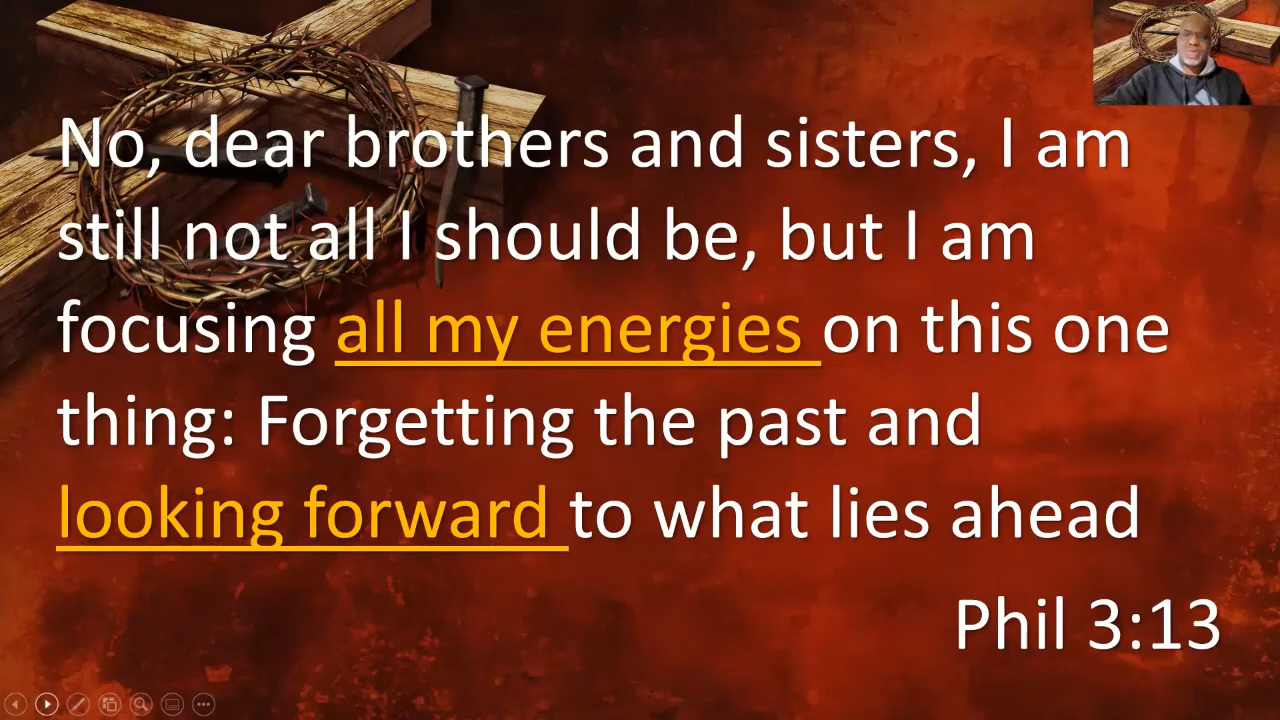 No, dear brothers and sisters, I am
still not all I should be, but I am
focusing all my energies on this one
thing: Forgetting the past and
looking forward to what lies ahead
Phil 3:13